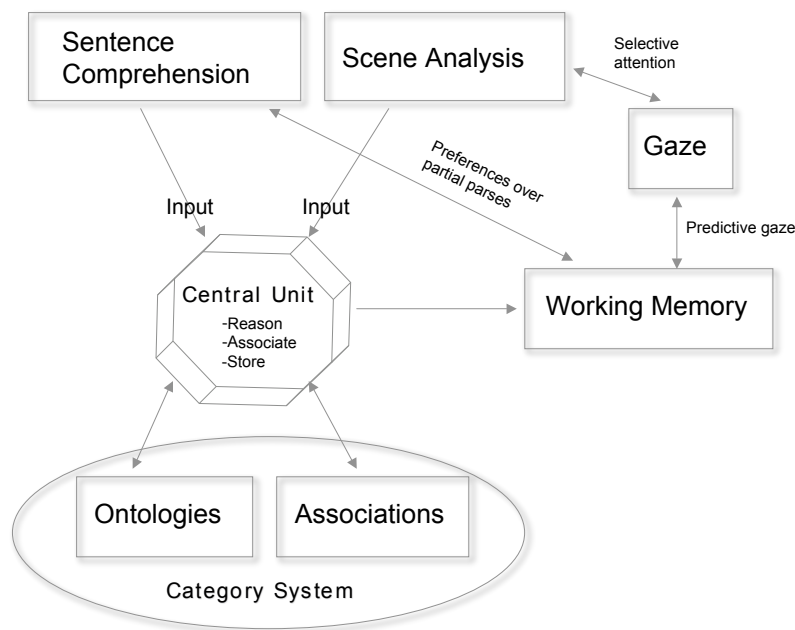 Sentence
Comprehension
Scene Analysis
Selective
attention
Gaze
Preferences over
partial parses
Predictive gaze
Input
Input
Working Memory
Central Unit
-Reason
-Associate
-Store
Ontologies
Associations
Category System